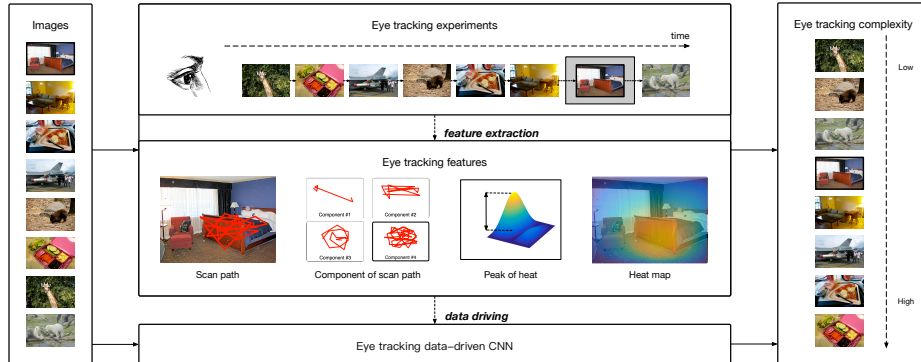 Images
Eye tracking experiments
time
feature extraction
Eye tracking features
Component #1
Component #2
Component #3
Component #4
Scan path
Component of scan path
Peak of heat
Heat map
data driving
Eye tracking data-driven CNN
Eye tracking complexity
Low
High